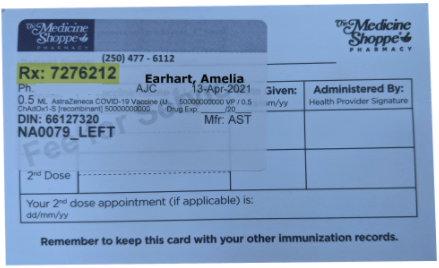 The Medicine
Shoppe
PHARMACY
The Medicine
Shoppe
PHARMACY
(250) 477 - 6112
Rx: 7276212
Earhart, Amelia
Ph. AJC 13-Apr-2021
Given: Administered By:
0.5 ML AstraZeneca COVID-19 Vaccine (M... 50000000000 VP / 0.5
mm/yy Health Provider Signature
ChAdOx1-S [recombinant] 50000000000 Drug Exp. ____/20__
DIN: 66127320 Mfr: AST
NA0079_LEFT
Fee for
2nd Dose
Your 2nd dose appointment (if applicable) is:
dd/mm/yy
Remember to keep this card with your other immunization records.